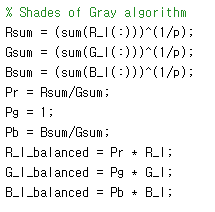 % Shades of Gray algorithm
Rsum = (sum(R_I(:)))^(1/p);
Gsum = (sum(G_I(:)))^(1/p);
Bsum = (sum(B_I(:)))^(1/p);
Pr = Rsum/Gsum;
Pg = 1;
Pb = Bsum/Gsum;
R_I_balanced = Pr * R_I;
G_I_balanced = Pg * G_I;
B_I_balanced = Pb * B_I;